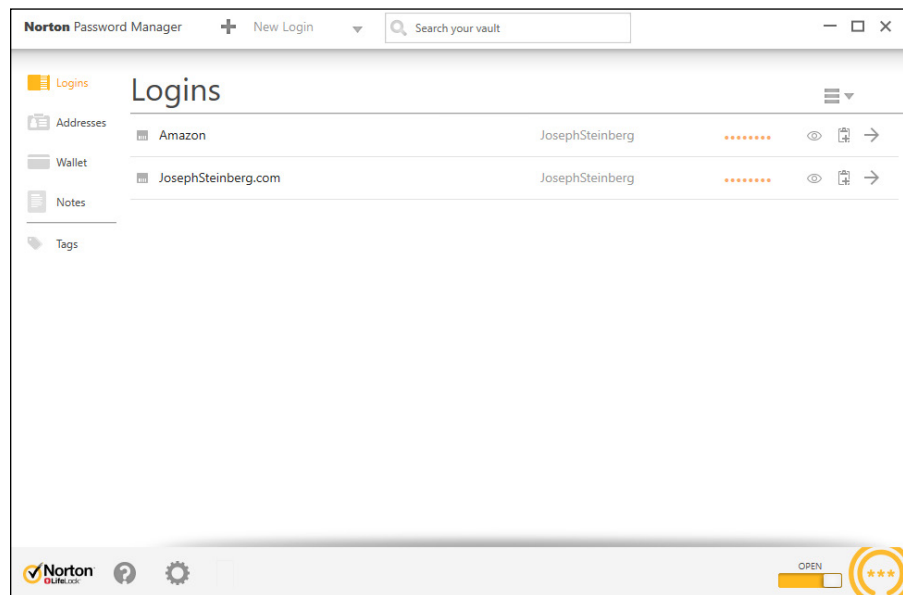 Norton Password Manager
New Login
Search your vault
Logins
Addresses
Wallet
Notes
Tags
Logins
Amazon JosephSteinberg
JosephSteinberg.com JosephSteinberg
Norton
LifeLock
OPEN
***